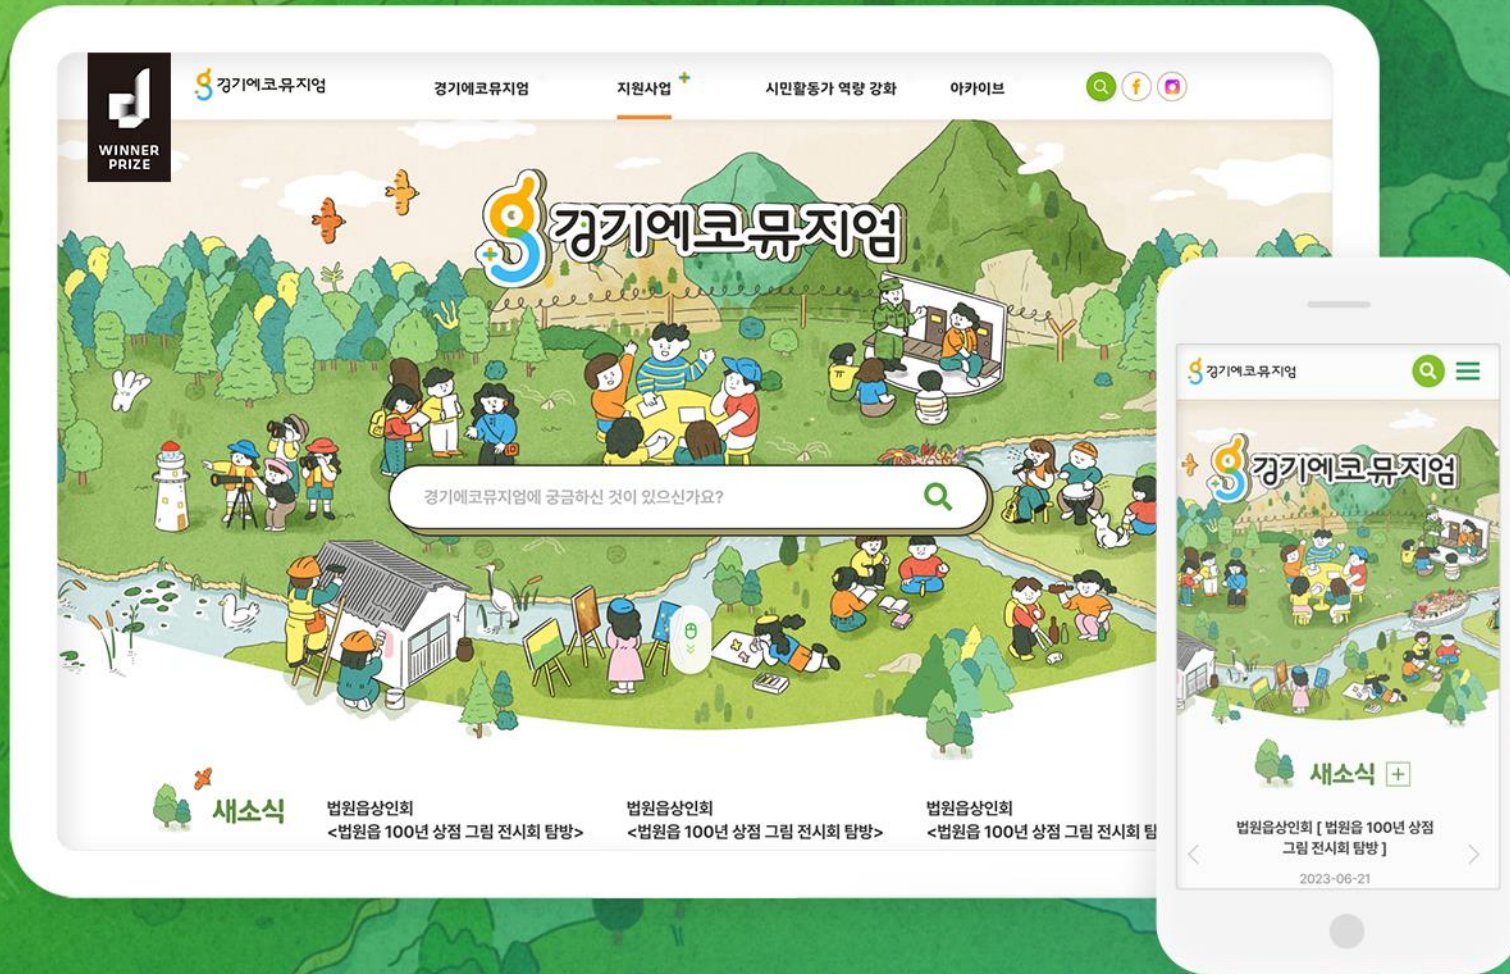 WINNER
PRIZE
경기에코뮤지엄
경기에코뮤지엄
지원사업
시민활동가 역량 강화
아카이브
경기에코뮤지엄
경기에코뮤지엄에 궁금하신 것이 있으신가요?
새소식
법원읍상인회
<법원읍 100년 상점 그림 전시회 탐방>
법원읍상인회
<법원읍 100년 상점 그림 전시회 탐방>
법원읍상인회
<법원읍 100년 상점 그림 전시회 탐
경기에코뮤지엄
경기에코뮤지엄
새소식
법원읍상인회 [ 법원읍 100년 상점
그림 전시회 탐방 ]
2023-06-21